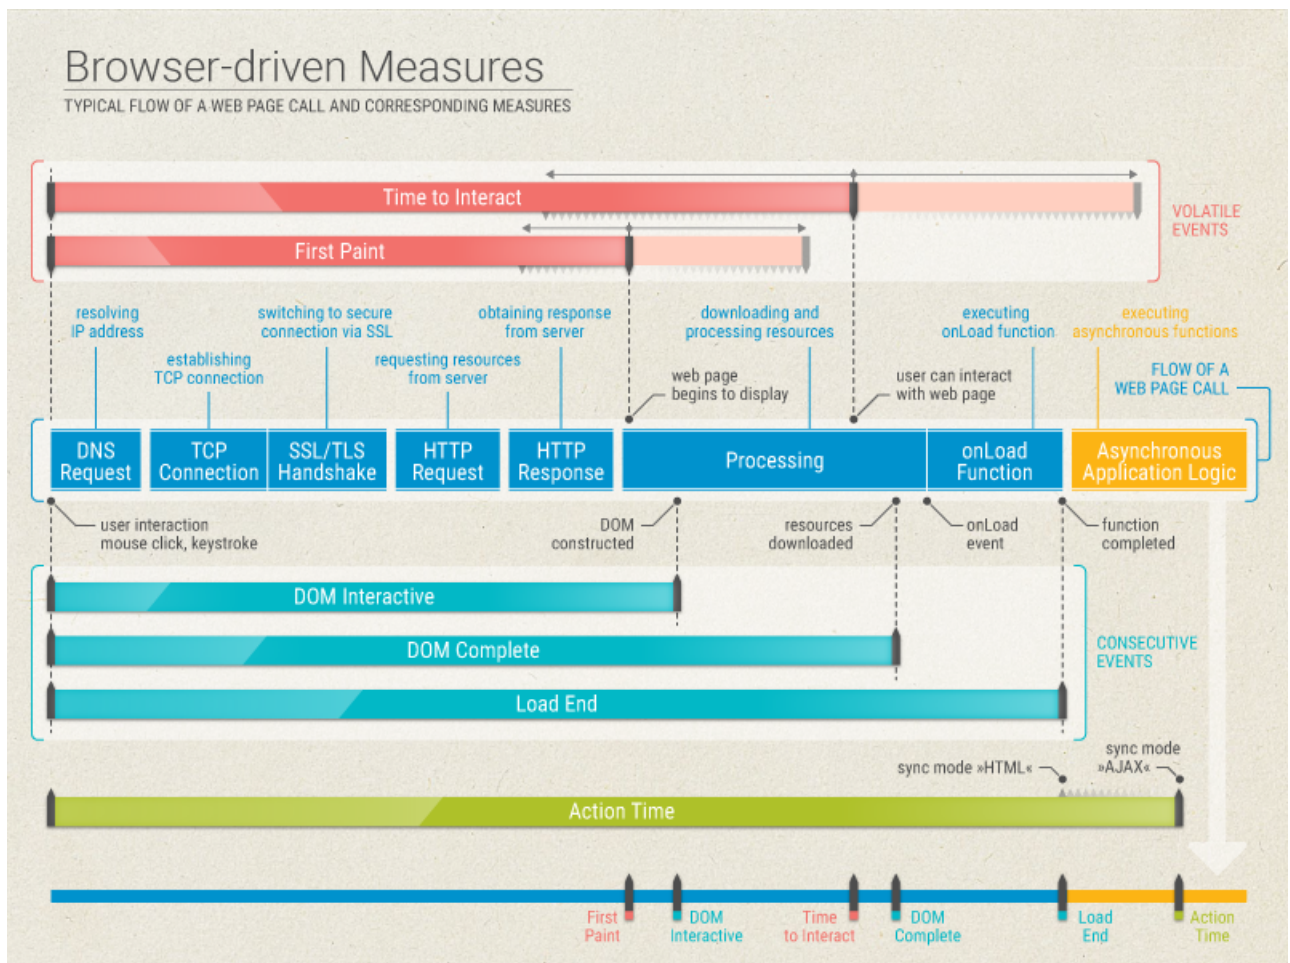 Browser-driven Measures
TYPICAL FLOW OF A WEB PAGE CALL AND CORRESPONDING MEASURES
Time to Interact
First Paint
VOLATILE
EVENTS
resolving
IP address
establishing
TCP connection
switching to secure
connection via SSL
requesting resources
from server
obtaining response
from server
downloading and
processing resources
executing
onLoad function
executing
asynchronous functions
web page
begins to display
user can interact
with web page
FLOW OF A
WEB PAGE CALL
DNS
Request
TCP
Connection
SSL/TLS
Handshake
HTTP
Request
HTTP
Response
Processing
onLoad
Function
Asynchronous
Application Logic
user interaction
mouse click, keystroke
DOM
constructed
resources
downloaded
onLoad
event
function
completed
DOM Interactive
DOM Complete
Load End
CONSECUTIVE
EVENTS
sync mode »HTML«
sync mode
»AJAX«
Action Time
First
Paint
DOM
Interactive
Time
to Interact
DOM
Complete
Load
End
Action
Time